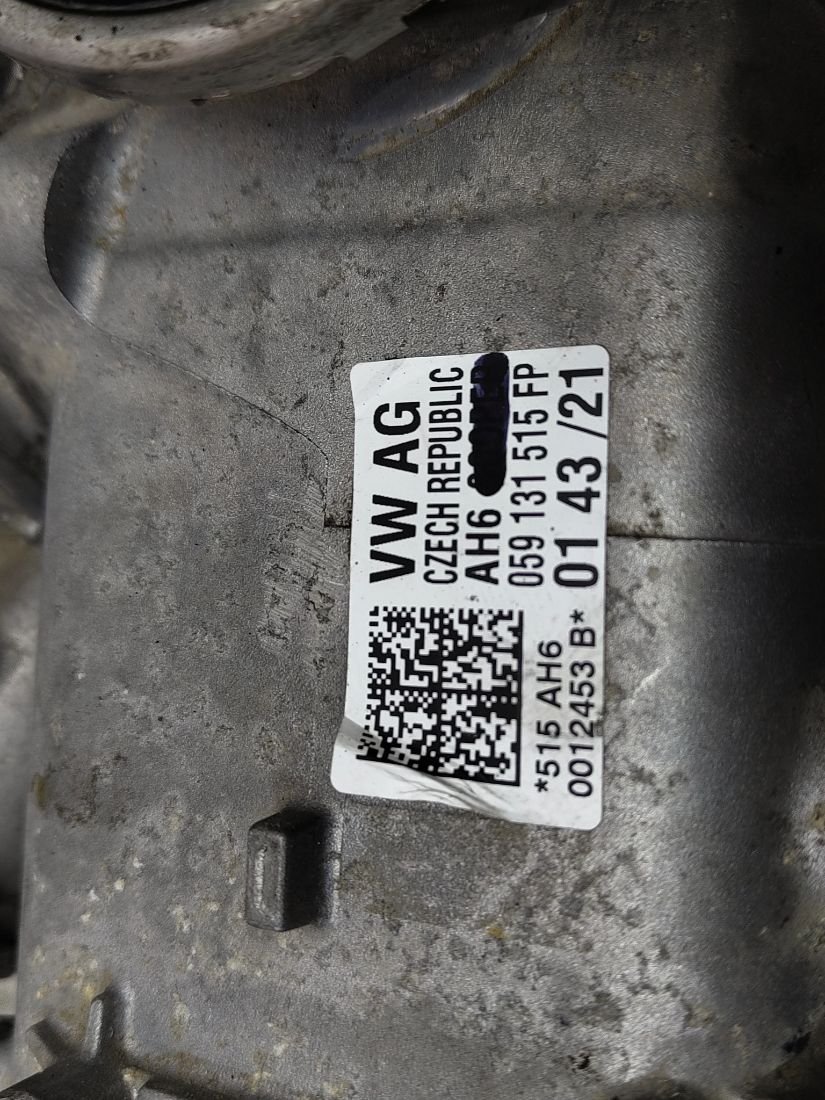 VW AG
CZECH REPUBLIC
AH6
059 131 515 FP
01 43 /21
*515 AH6
0012453 B*